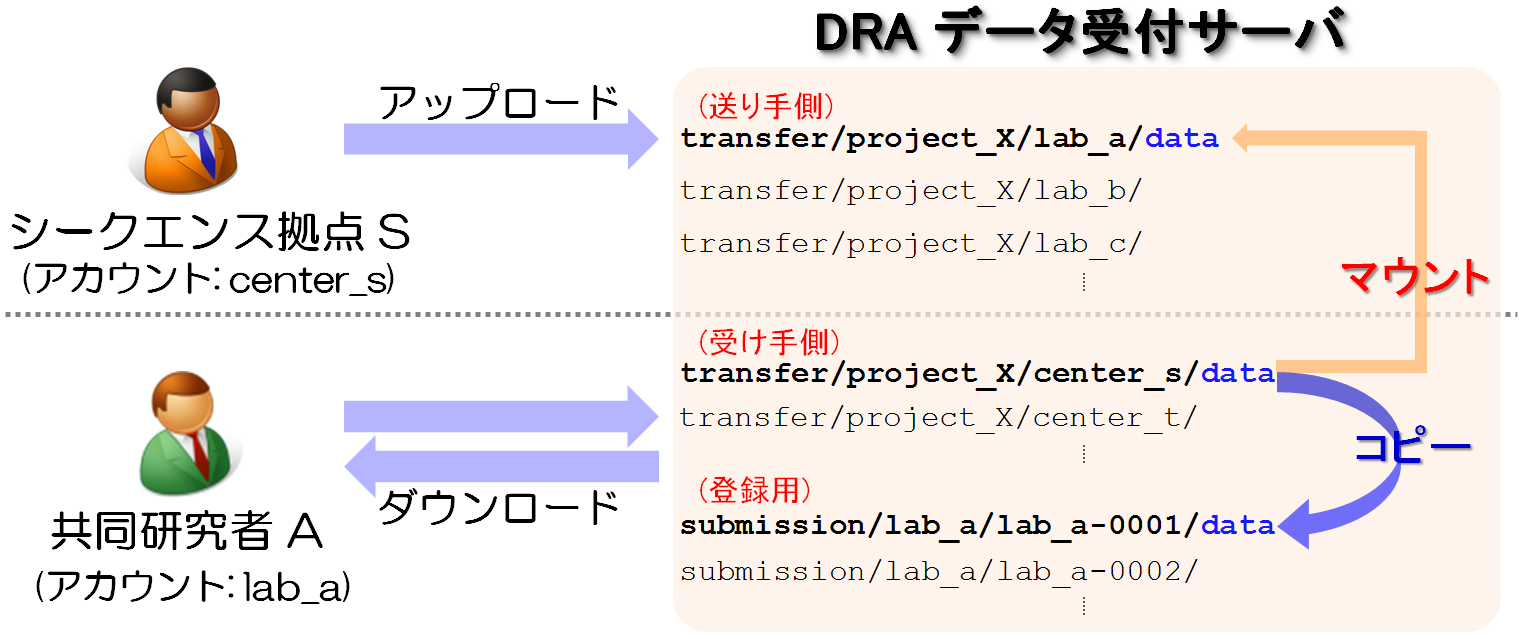 DRA データ受付サーバ
アップロード
(送り手側)
transfer/project_X/lab_a/data
transfer/project_X/lab_b/
transfer/project_X/lab_c/
シークエンス拠点 S
(アカウント: center_s)
マウント
(受け手側)
transfer/project_X/center_s/data
transfer/project_X/center_t/
コピー
ダウンロード
共同研究者 A
(アカウント: lab_a)
(登録用)
submission/lab_a/lab_a-0001/data
submission/lab_a/lab_a-0002/